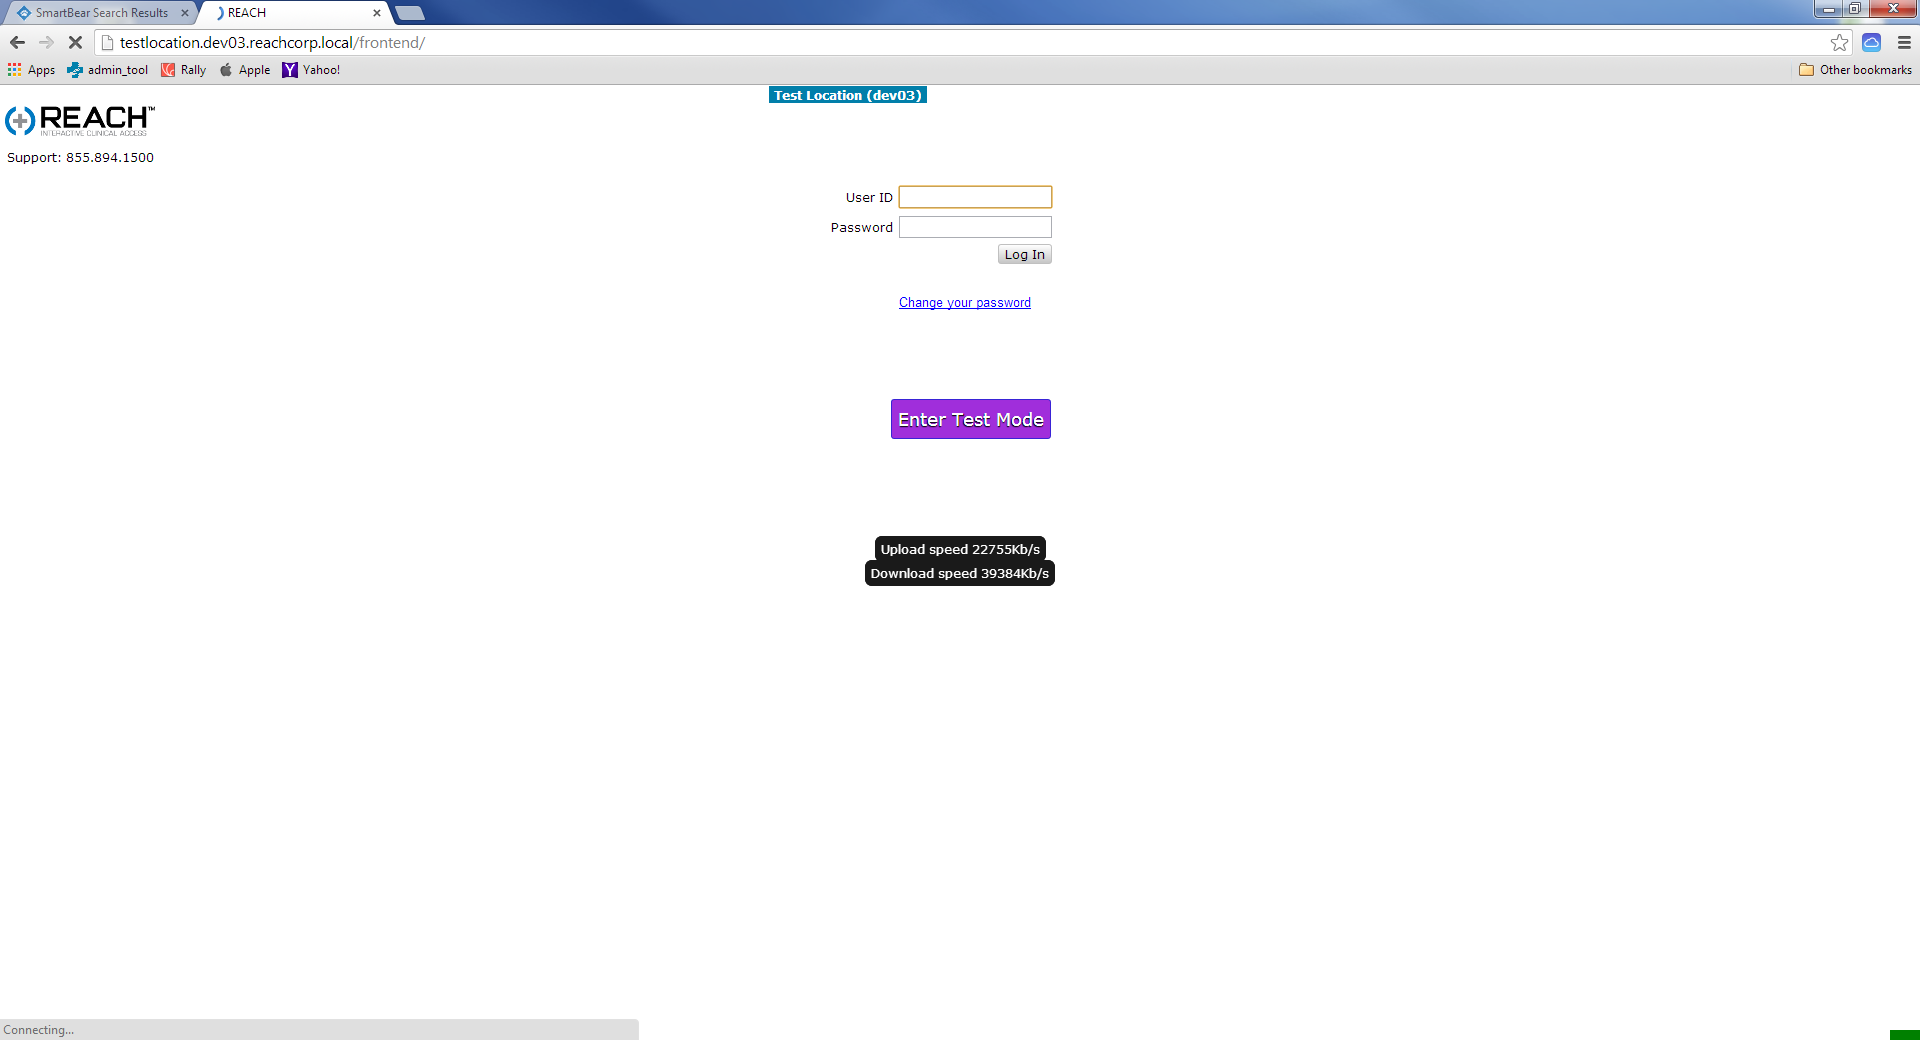 SmartBear Search Results
REACH
testlocation.dev03.reachcorp.local/frontend/
Apps admin_tool Rally Apple Yahoo! Other bookmarks
Test Location (dev03)
REACH™
INTERACTIVE CLINICAL ACCESS
Support: 855.894.1500
User ID
Password
Log In
Change your password
Enter Test Mode
Upload speed 22755Kb/s
Download speed 39384Kb/s
Connecting...